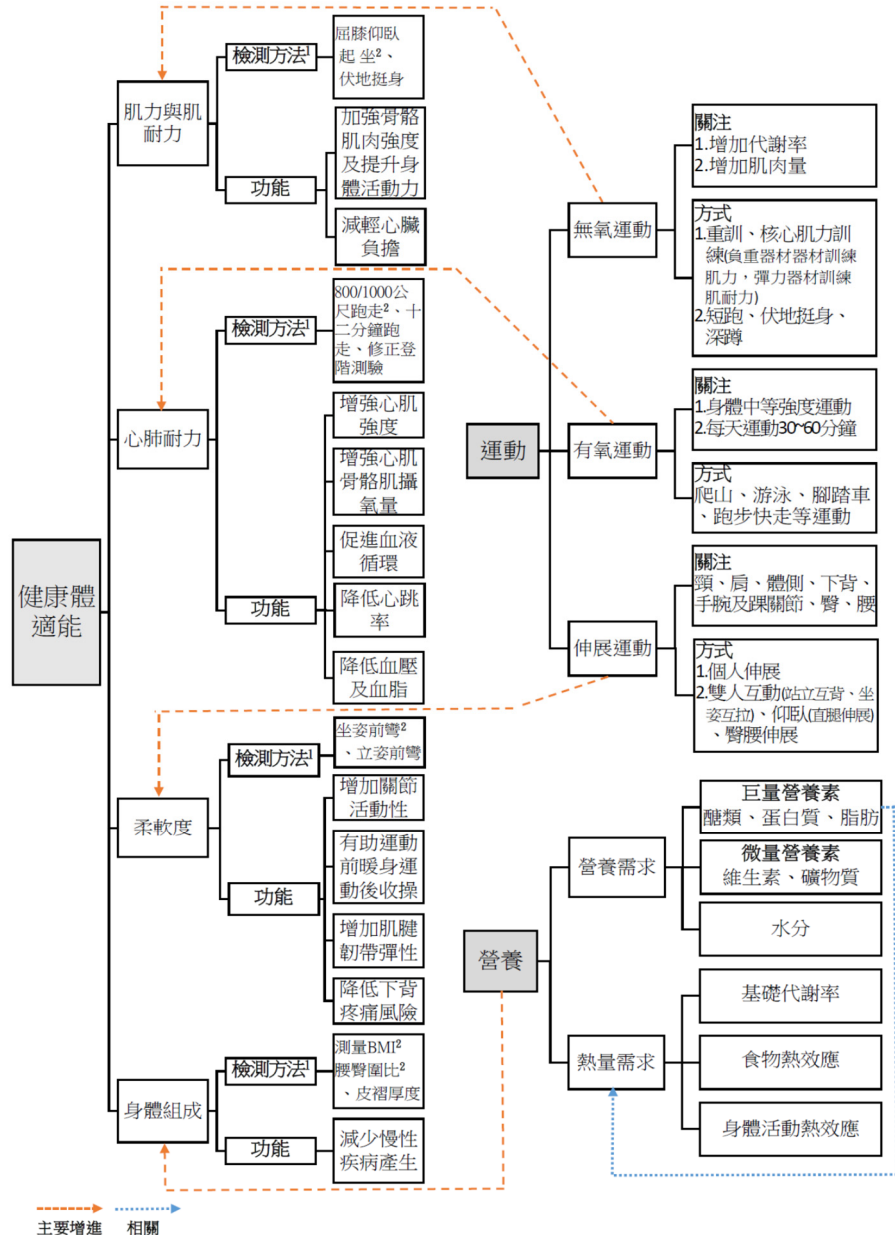 健康體
適能
肌力與肌
耐力
檢測方法¹
屈膝仰臥
起 坐²、
伏地挺身
功能
加強骨骼
肌肉強度
及提升身
體活動力
減輕心臟
負擔
心肺耐力
檢測方法¹
800/1000公
尺跑走²、十
二分鐘跑
走、修正登
階測驗
功能
增強心肌
強度
增強心肌
骨骼肌攝
氧量
促進血液
循環
降低心跳
率
降低血壓
及血脂
柔軟度
檢測方法¹
坐姿前彎²
、立姿前彎
功能
增加關節
活動性
有助運動
前暖身運
動後收操
增加肌腱
韌帶彈性
降低下背
疼痛風險
身體組成
檢測方法¹
測量BMI²
腰臀圍比²
、皮褶厚度
功能
減少慢性
疾病產生
運動
無氧運動
關注
1.增加代謝率
2.增加肌肉量
方式
1.重訓、核心肌力訓
練(負重器材器材訓練
肌力，彈力器材訓練
肌耐力)
2.短跑、伏地挺身、
深蹲
有氧運動
關注
1.身體中等強度運動
2.每天運動30~60分鐘
方式
爬山、游泳、腳踏車
、跑步快走等運動
伸展運動
關注
頸、肩、體側、下背、
手腕及踝關節、臀、腰
方式
1.個人伸展
2.雙人互動(站立互背、坐
姿互拉)、仰臥(直腿伸展)
、臀腰伸展
營養
營養需求
巨量營養素
醣類、蛋白質、脂肪
微量營養素
維生素、礦物質
水分
熱量需求
基礎代謝率
食物熱效應
身體活動熱效應
主要增進
相關